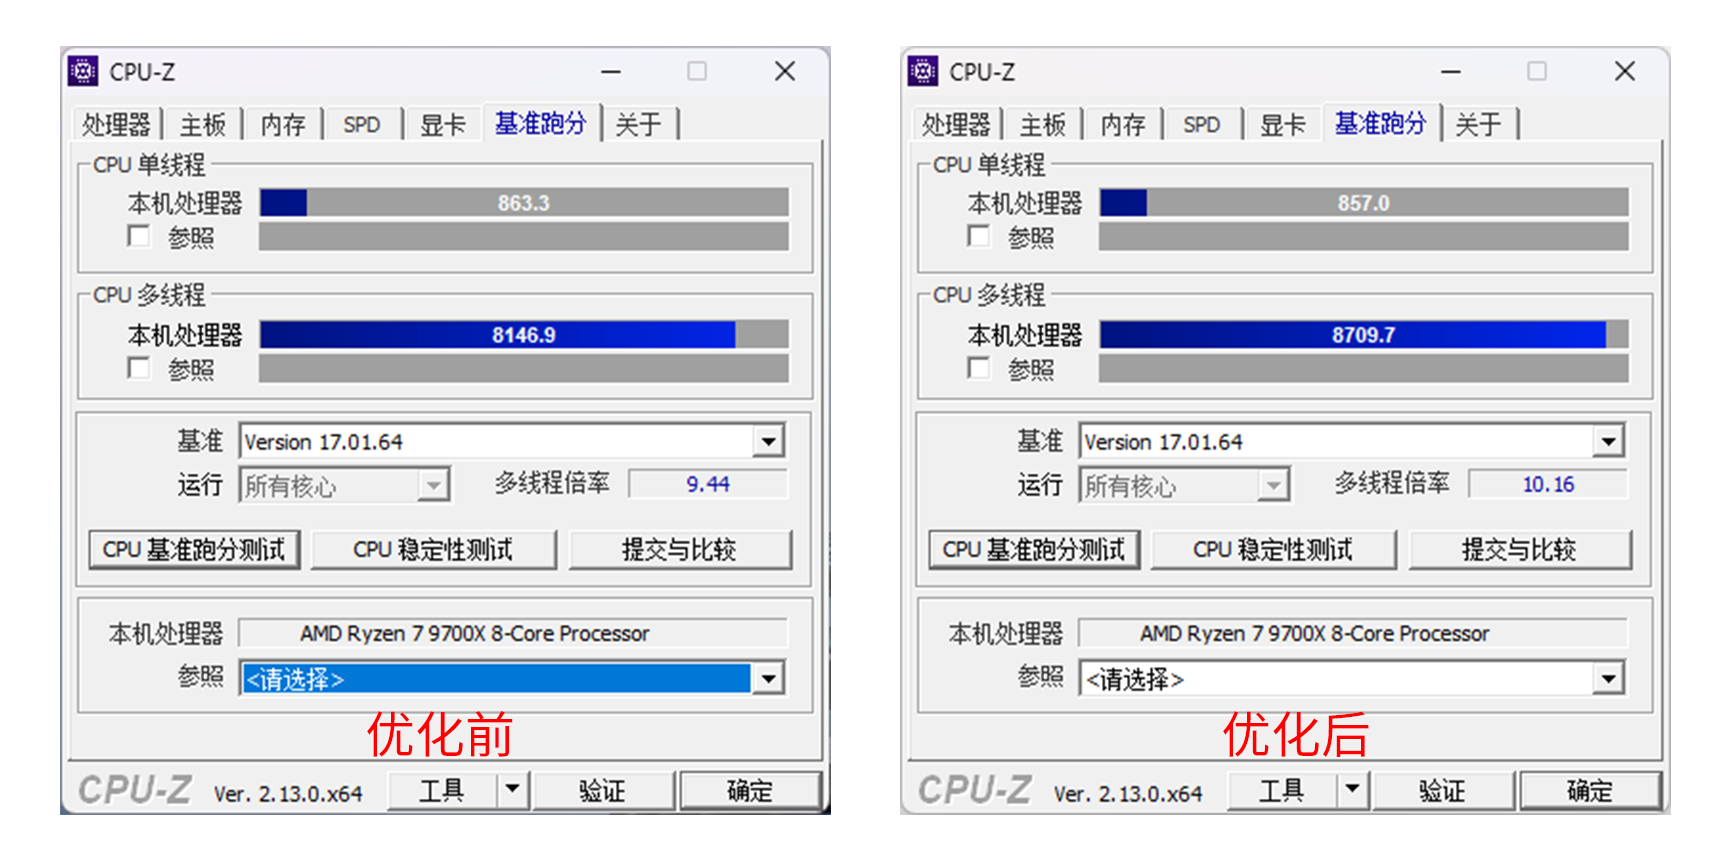 CPU-Z
处理器 主板 内存 SPD 显卡 基准跑分 关于
CPU 单线程
本机处理器 863.3
参照
CPU 多线程
本机处理器 8146.9
参照
基准 Version 17.01.64
运行 所有核心 多线程倍率 9.44
CPU 基准跑分测试 CPU 稳定性测试 提交与比较
本机处理器 AMD Ryzen 7 9700X 8-Core Processor
参照 <请选择>
优化前
CPU-Z Ver. 2.13.0.x64 工具 验证 确定
CPU-Z
处理器 主板 内存 SPD 显卡 基准跑分 关于
CPU 单线程
本机处理器 857.0
参照
CPU 多线程
本机处理器 8709.7
参照
基准 Version 17.01.64
运行 所有核心 多线程倍率 10.16
CPU 基准跑分测试 CPU 稳定性测试 提交与比较
本机处理器 AMD Ryzen 7 9700X 8-Core Processor
参照 <请选择>
优化后
CPU-Z Ver. 2.13.0.x64 工具 验证 确定